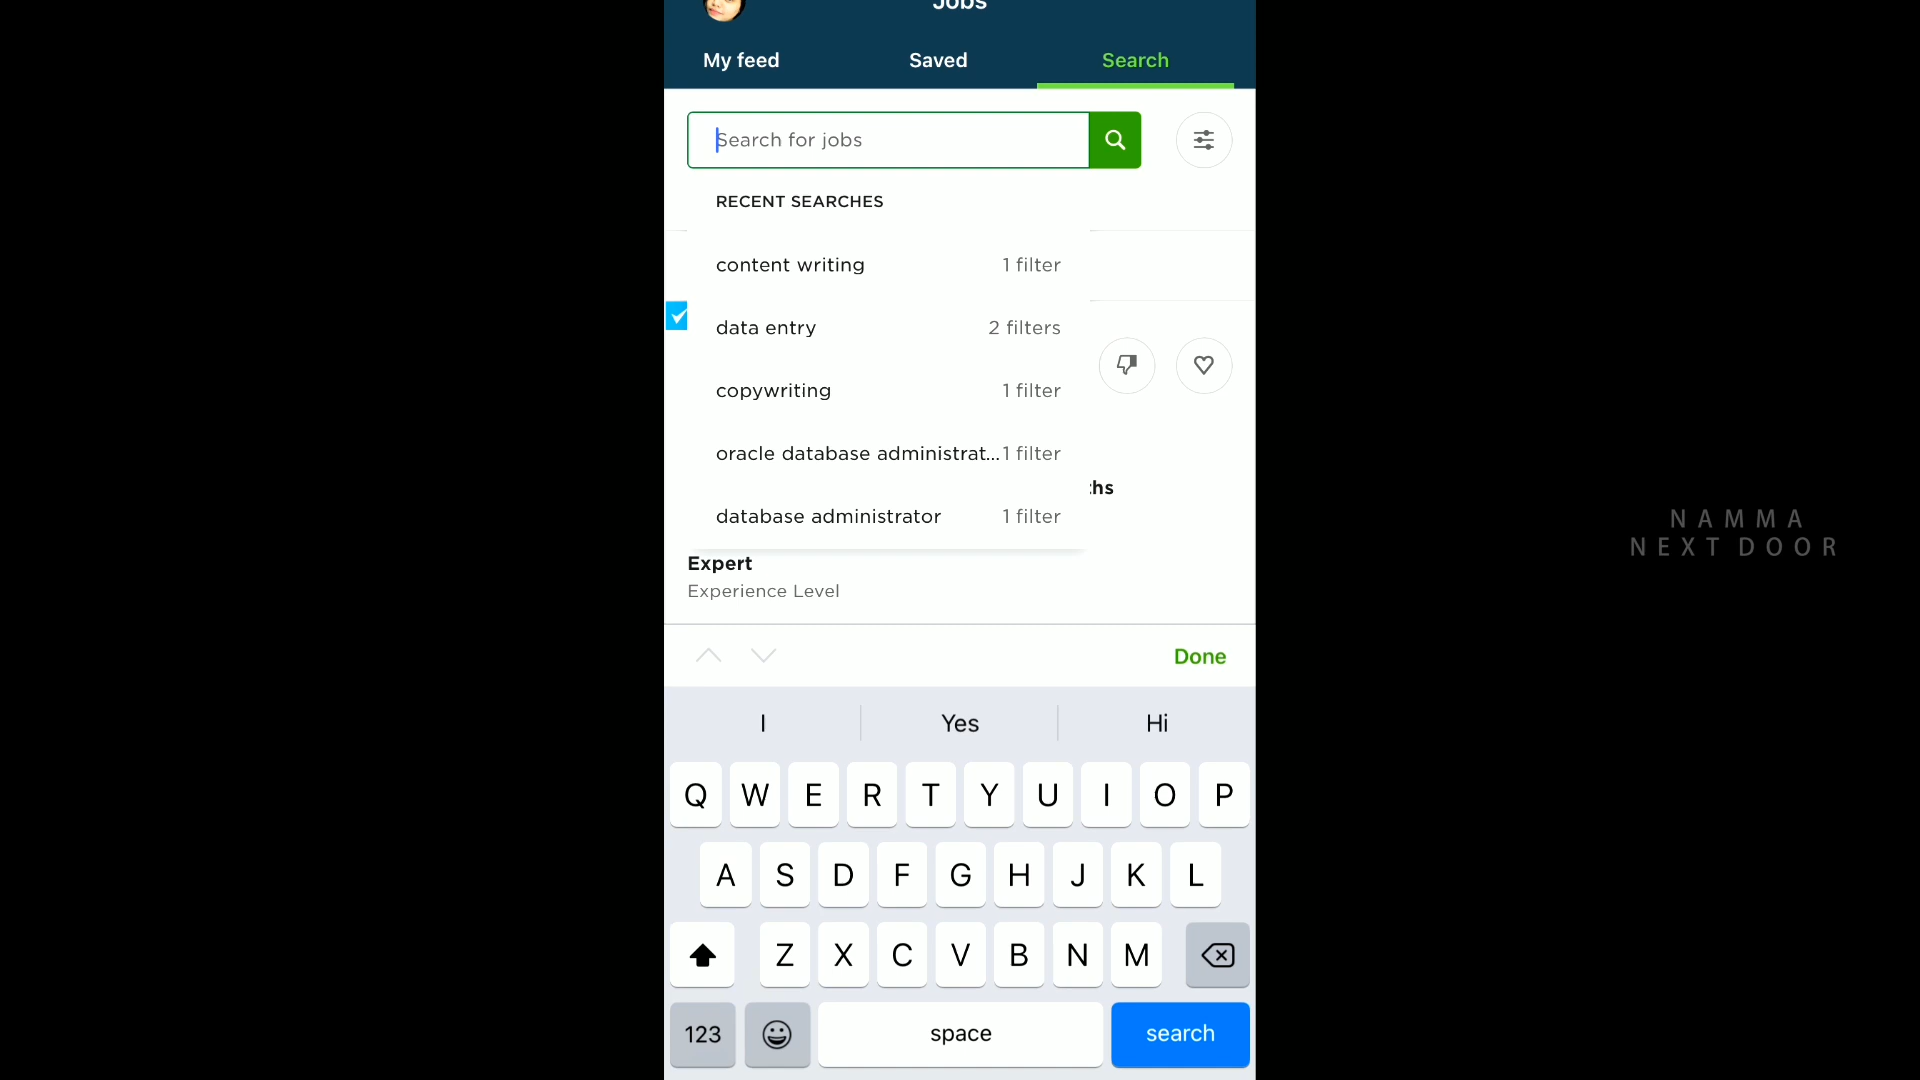 Jobs
My feed Saved Search
Search for jobs
RECENT SEARCHES
content writing 1 filter
data entry 2 filters
copywriting 1 filter
oracle database administrat... 1 filter
ths
database administrator 1 filter
Expert
Experience Level
Done
I Yes Hi
Q W E R T Y U I O P
A S D F G H J K L
Z X C V B N M
123 space search
NAMMA
NEXT DOOR